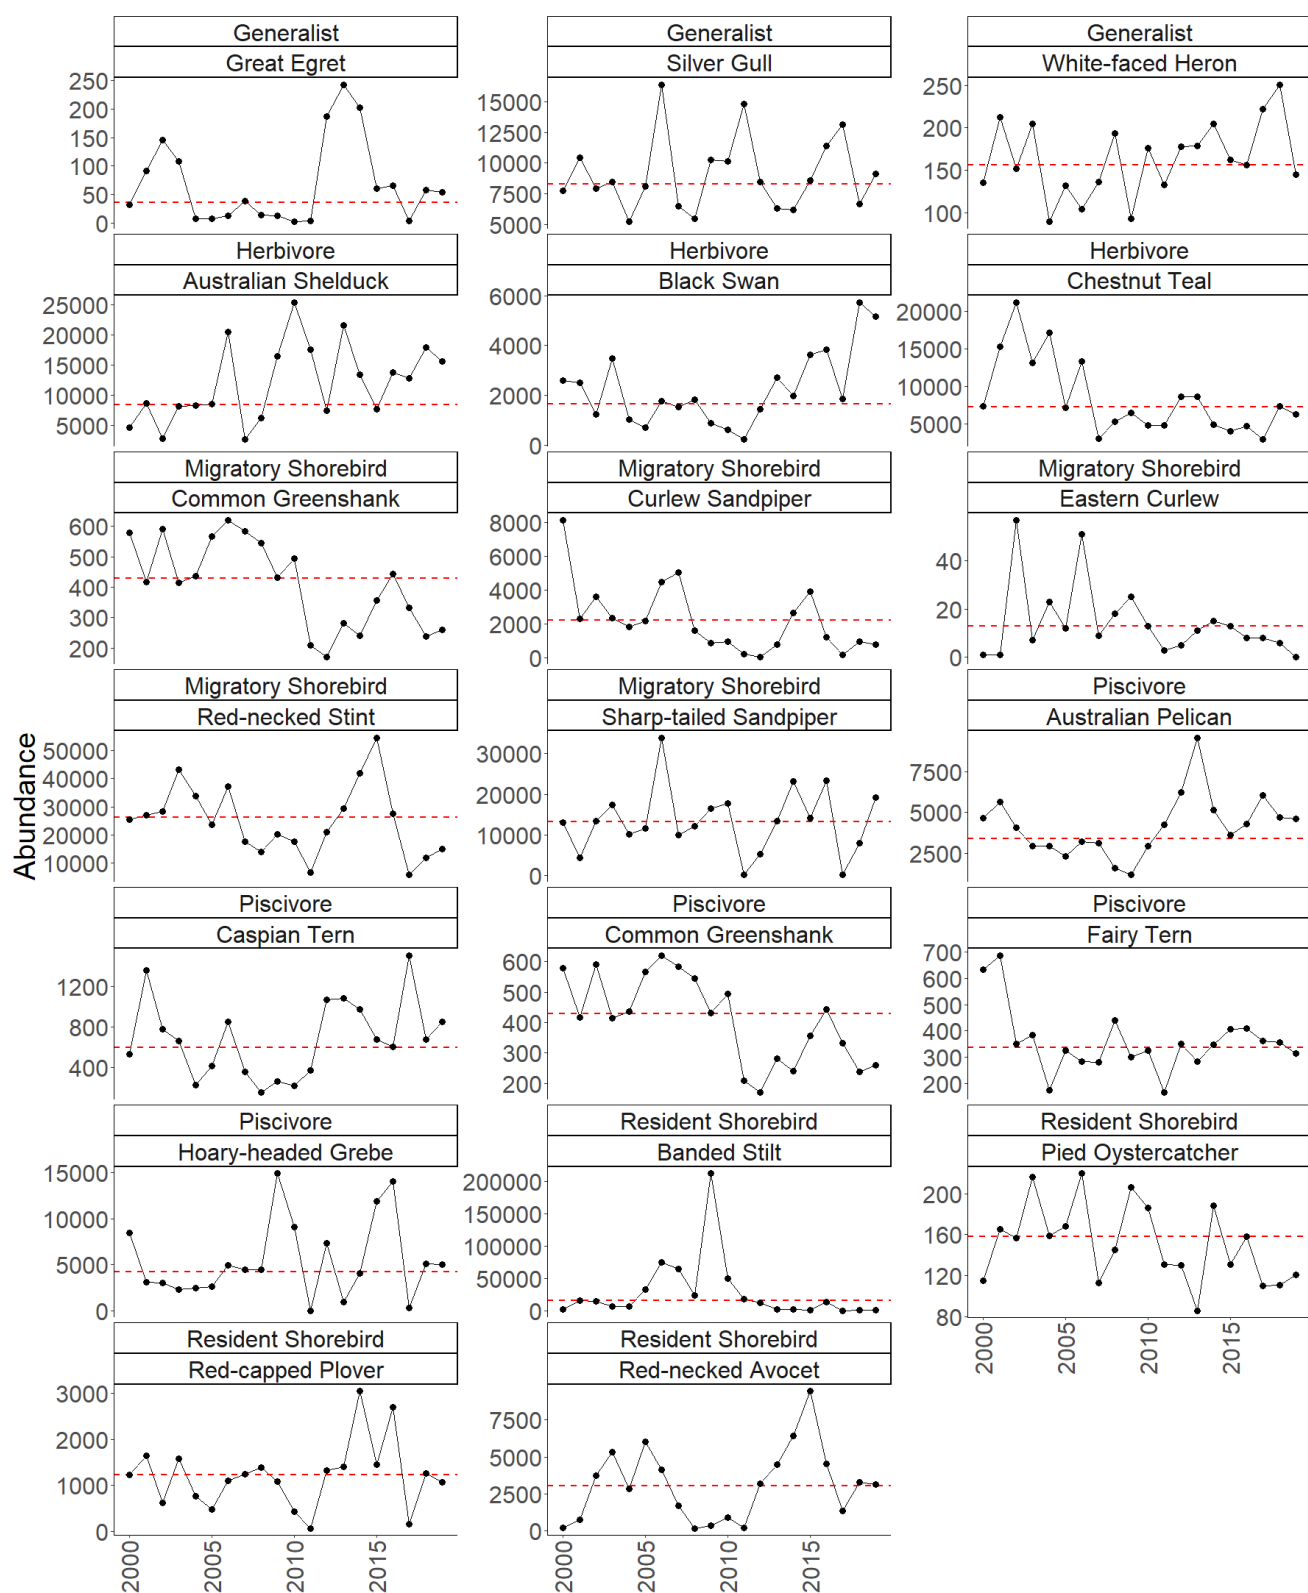 Generalist
Great Egret
250
200
150
100
50
0
Generalist
Silver Gull
15000
12500
10000
7500
5000
Generalist
White-faced Heron
250
200
150
100
Herbivore
Australian Shelduck
25000
20000
15000
10000
5000
Herbivore
Black Swan
6000
4000
2000
0
Herbivore
Chestnut Teal
20000
15000
10000
5000
Migratory Shorebird
Common Greenshank
600
500
400
300
200
Migratory Shorebird
Curlew Sandpiper
8000
6000
4000
2000
0
Migratory Shorebird
Eastern Curlew
40
20
0
Abundance
Migratory Shorebird
Red-necked Stint
50000
40000
30000
20000
10000
Migratory Shorebird
Sharp-tailed Sandpiper
30000
20000
10000
0
Piscivore
Australian Pelican
7500
5000
2500
Piscivore
Caspian Tern
1200
800
400
Piscivore
Common Greenshank
600
500
400
300
200
Piscivore
Fairy Tern
700
600
500
400
300
200
Piscivore
Hoary-headed Grebe
15000
10000
5000
0
Resident Shorebird
Banded Stilt
200000
150000
100000
50000
0
Resident Shorebird
Pied Oystercatcher
200
160
120
80
2000
2005
2010
2015
Resident Shorebird
Red-capped Plover
3000
2000
1000
0
2000
2005
2010
2015
Resident Shorebird
Red-necked Avocet
7500
5000
2500
0
2000
2005
2010
2015